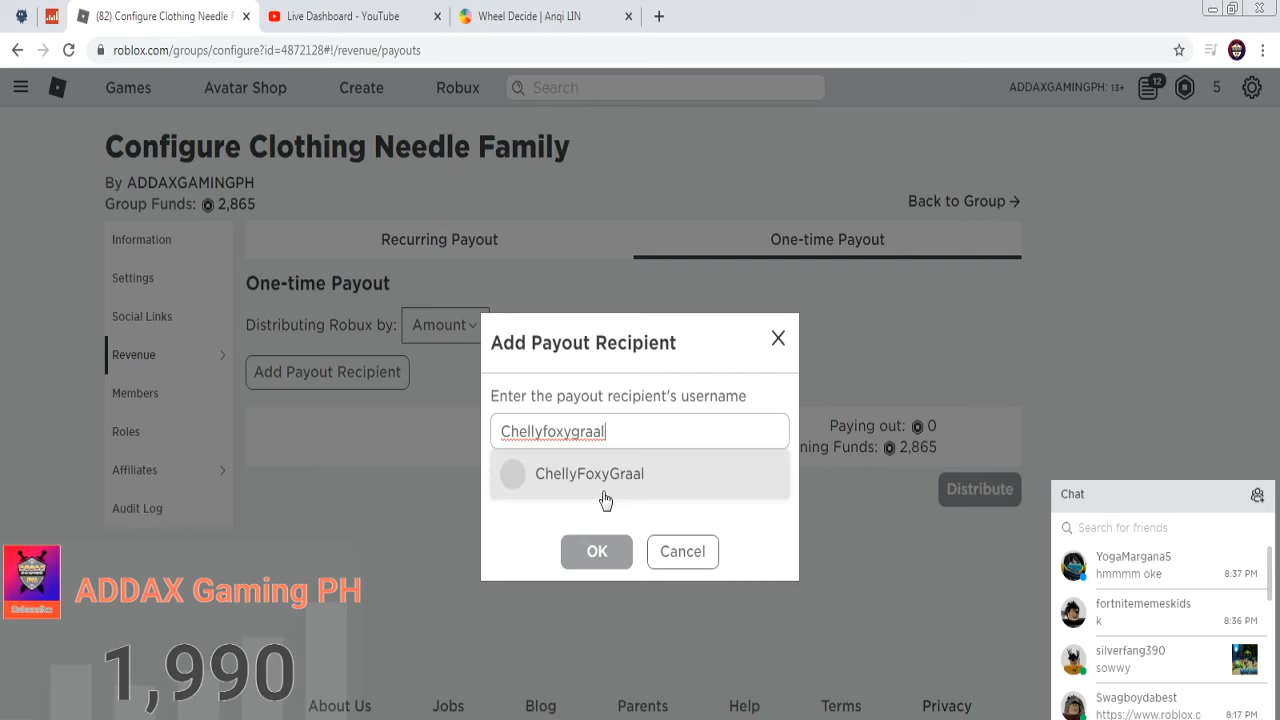 (82) Configure Clothing Needle F
Live Dashboard - YouTube
Wheel Decide | Anqi LIN
roblox.com/groups/configure?id=4872128#!/revenue/payouts
Games
Avatar Shop
Create
Robux
Search
ADDAXGAMINGPH: 13+
12
5
Configure Clothing Needle Family
By ADDAXGAMINGPH
Group Funds: 2,865
Back to Group
Information
Settings
Social Links
Revenue
Members
Roles
Affiliates
Audit Log
Recurring Payout
One-time Payout
One-time Payout
Distributing Robux by:
Amount
Add Payout Recipient
Paying out: 0
ning Funds: 2,865
Distribute
Add Payout Recipient
Enter the payout recipient's username
Chellyfoxygraal
ChellyFoxyGraal
OK
Cancel
Chat
Search for friends
YogaMargana5
hmmmm oke
8:37 PM
fortnitememeskids
k
8:36 PM
silverfang390
sowwy
Swagboydabest
https://www.roblox.c
8:17 PM
ADDAX Gaming PH
1,990
About Us
Jobs
Blog
Parents
Help
Terms
Privacy